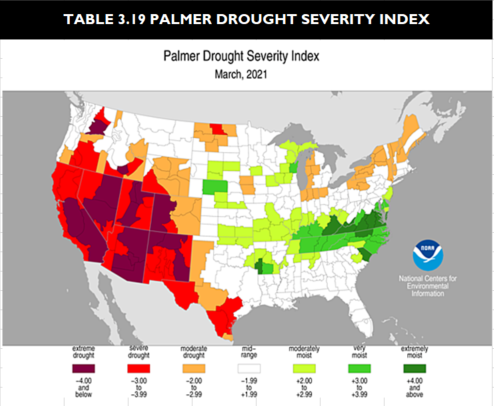 TABLE 3.19 PALMER DROUGHT SEVERITY INDEX
Palmer Drought Severity Index
March, 2021
NOAA
National Centers for
Environmental
Information
extreme drought
severe drought
moderate drought
mid-range
moderately moist
very moist
extremely moist
-4.00 and below
-3.00 to -3.99
-2.00 to -2.99
-1.99 to +1.99
+2.00 to +2.99
+3.00 to +3.99
+4.00 and above